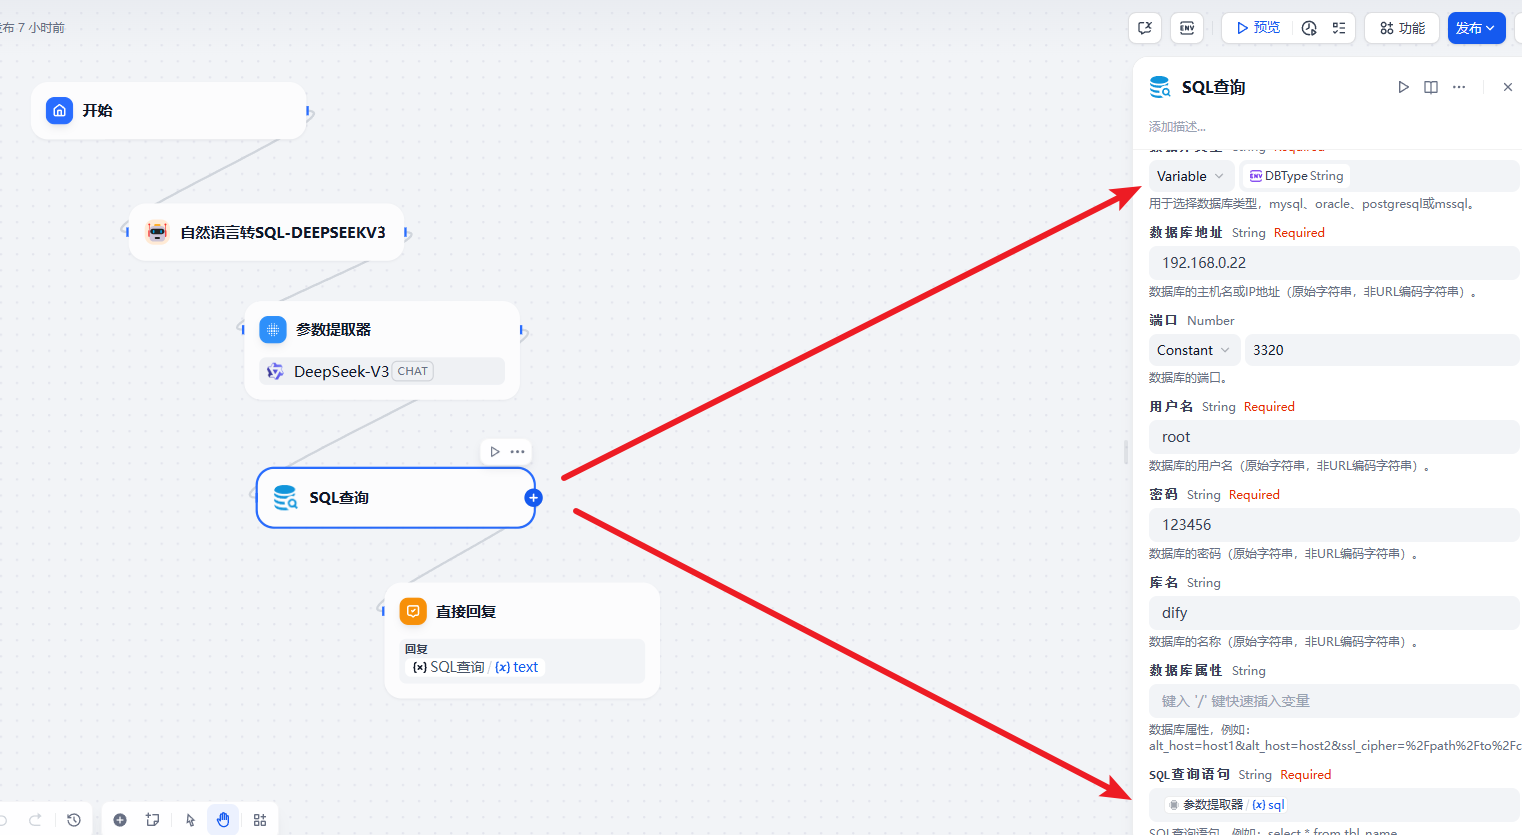 布 7 小时前
ENV
预览
功能
发布
开始
自然语言转SQL-DEEPSEEKV3
参数提取器
DeepSeek-V3 CHAT
SQL查询
直接回复
回复
{x} SQL查询 / {x} text
SQL查询
添加描述...
数据库类型 String Required
Variable ENV DBType String
用于选择数据库类型，mysql、oracle、postgresql或mssql。
数据库地址 String Required
192.168.0.22
数据库的主机名或IP地址（原始字符串，非URL编码字符串）。
端口 Number
Constant 3320
数据库的端口。
用户名 String Required
root
数据库的用户名（原始字符串，非URL编码字符串）。
密码 String Required
123456
数据库的密码（原始字符串，非URL编码字符串）。
库名 String
dify
数据库的名称（原始字符串，非URL编码字符串）。
数据库属性 String
键入 '/' 键快速插入变量
数据库属性，例如：
alt_host=host1&alt_host=host2&ssl_cipher=%2Fpath%2Fto%2Fc
SQL查询语句 String Required
参数提取器 / {x} sql
SQL查询语句，例如：select * from tbl_name